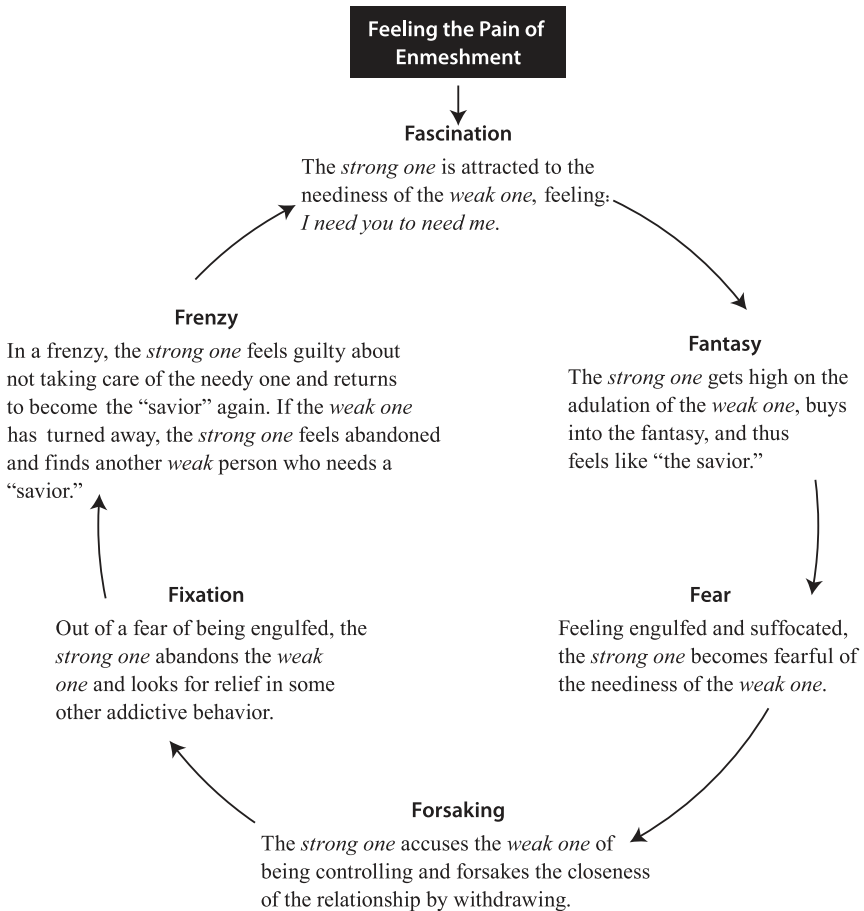 Feeling the Pain of
Enmeshment
Fascination
The strong one is attracted to the
neediness of the weak one, feeling:
I need you to need me.
Fantasy
The strong one gets high on the
adulation of the weak one, buys
into the fantasy, and thus
feels like “the savior.”
Fear
Feeling engulfed and suffocated,
the strong one becomes fearful of
the neediness of the weak one.
Forsaking
The strong one accuses the weak one of
being controlling and forsakes the closeness
of the relationship by withdrawing.
Fixation
Out of a fear of being engulfed, the
strong one abandons the weak
one and looks for relief in some
other addictive behavior.
Frenzy
In a frenzy, the strong one feels guilty about
not taking care of the needy one and returns
to become the “savior” again. If the weak one
has turned away, the strong one feels abandoned
and finds another weak person who needs a
“savior.”